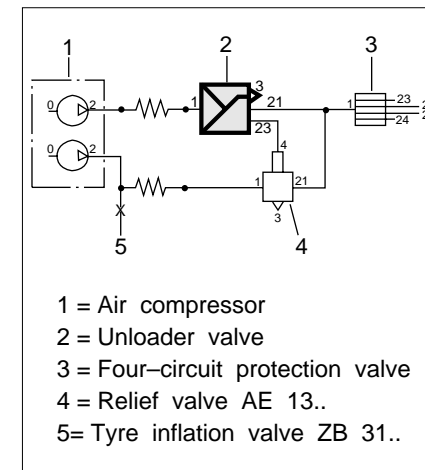 1 2 3
3
0 2 1 21 1 23
23 24
0 2 4
1 21
3
5 4
1 = Air compressor
2 = Unloader valve
3 = Four–circuit protection valve
4 = Relief valve AE 13..
5= Tyre inflation valve ZB 31..